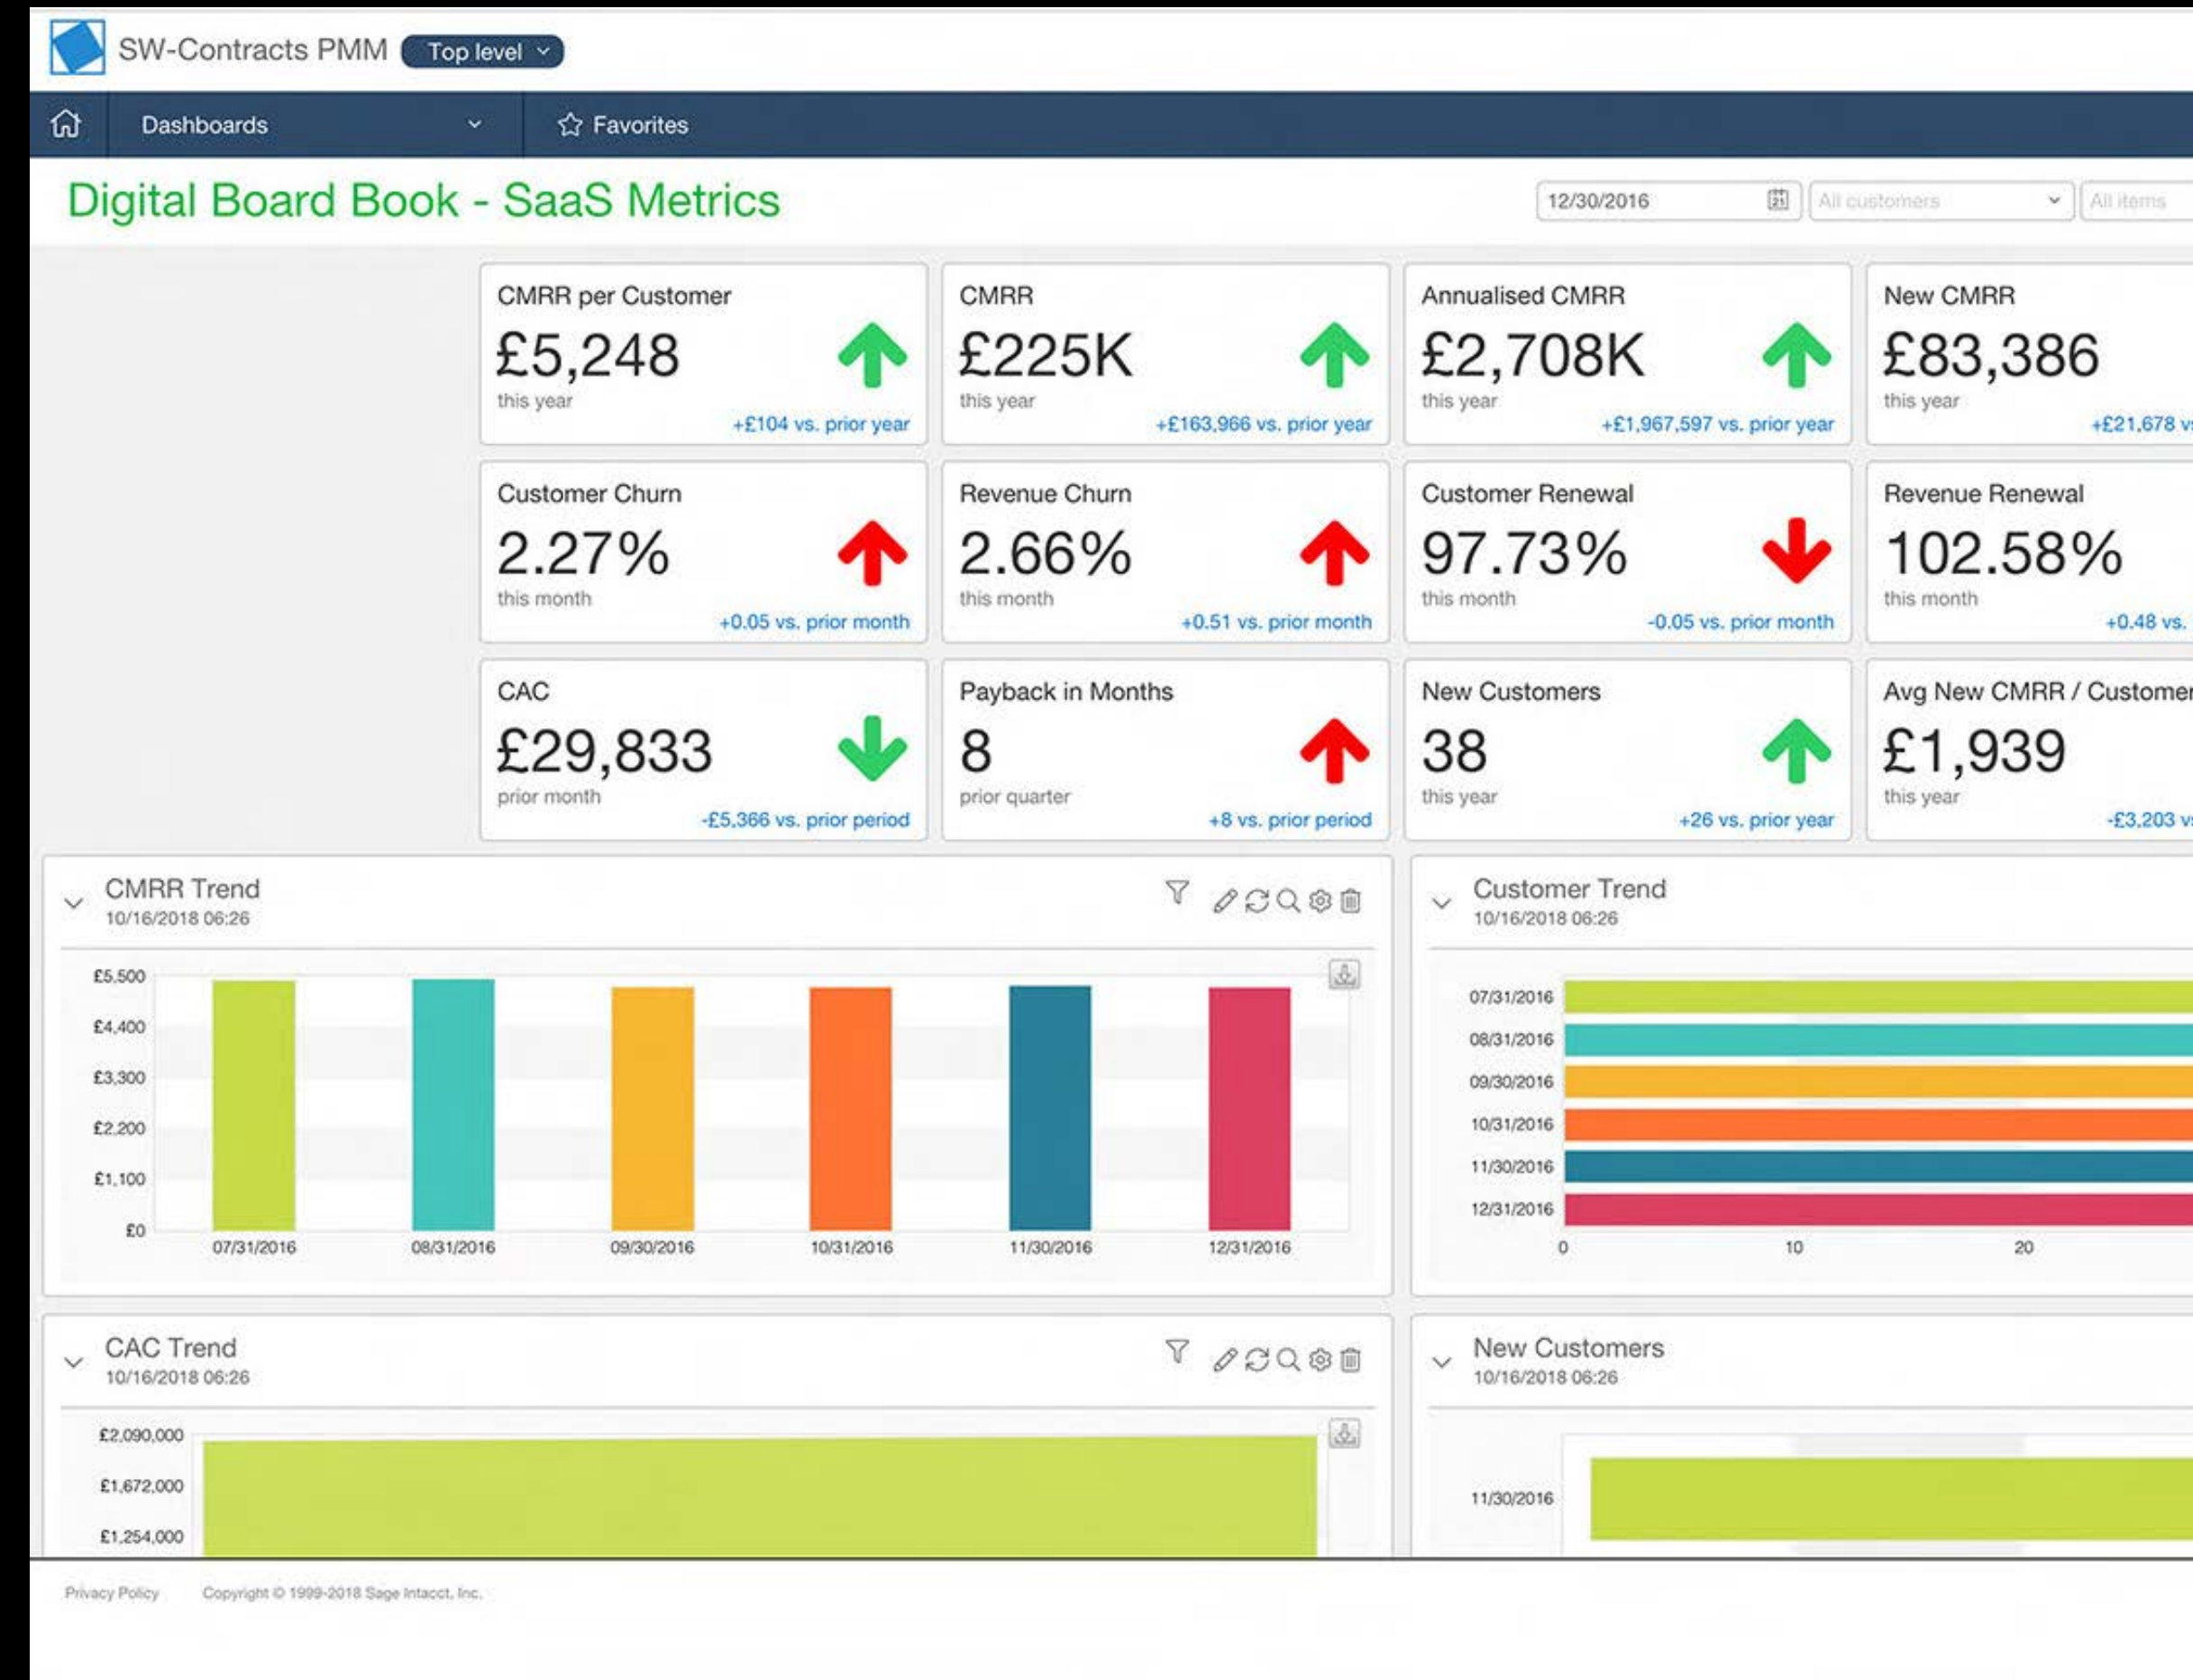 SW-Contracts PMM Top level
Dashboards Favorites
Digital Board Book - SaaS Metrics
12/30/2016 All customers All items
CMRR per Customer
£5,248
this year
+£104 vs. prior year
CMRR
£225K
this year
+£163,966 vs. prior year
Annualised CMRR
£2,708K
this year
+£1,967,597 vs. prior year
New CMRR
£83,386
this year
+£21,678 vs
Customer Churn
2.27%
this month
+0.05 vs. prior month
Revenue Churn
2.66%
this month
+0.51 vs. prior month
Customer Renewal
97.73%
this month
-0.05 vs. prior month
Revenue Renewal
102.58%
this month
+0.48 vs.
CAC
£29,833
prior month
-£5,366 vs. prior period
Payback in Months
8
prior quarter
+8 vs. prior period
New Customers
38
this year
+26 vs. prior year
Avg New CMRR / Customer
£1,939
this year
-£3,203 vs
CMRR Trend
10/16/2018 06:26
£5,500
£4,400
£3,300
£2,200
£1,100
£0
07/31/2016 08/31/2016 09/30/2016 10/31/2016 11/30/2016 12/31/2016
Customer Trend
10/16/2018 06:26
07/31/2016
08/31/2016
09/30/2016
10/31/2016
11/30/2016
12/31/2016
0 10 20
CAC Trend
10/16/2018 06:26
£2,090,000
£1,672,000
£1,254,000
New Customers
10/16/2018 06:26
11/30/2016
Privacy Policy Copyright © 1999-2018 Sage Intacct, Inc.